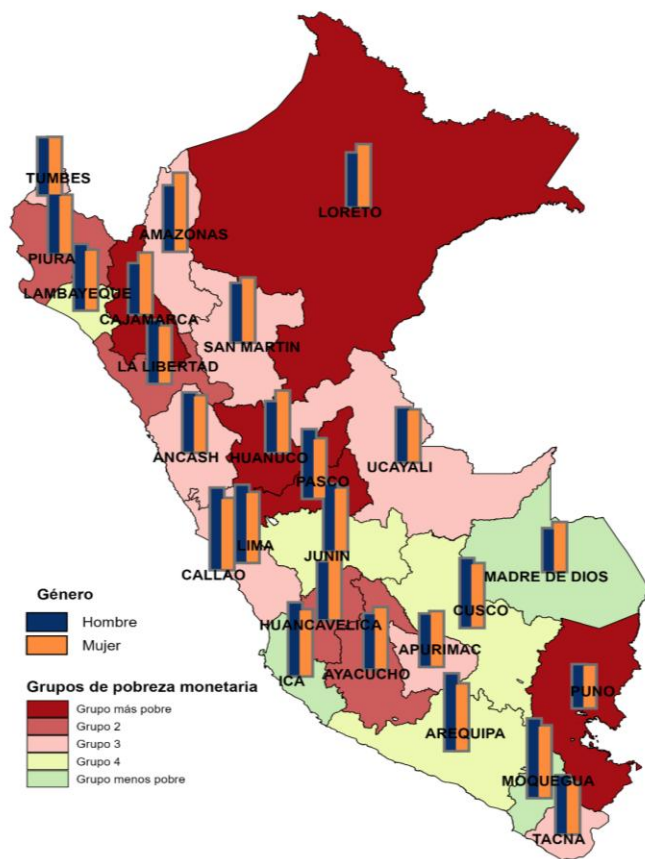 TUMBES
LORETO
AMAZONAS
PIURA
LAMBAYEQUE
CAJAMARCA
SAN MARTIN
LA LIBERTAD
ANCASH
HUANUCO
UCAYALI
PASCO
LIMA
JUNIN
CALLAO
MADRE DE DIOS
CUSCO
HUANCAVELICA
APURIMAC
ICA
AYACUCHO
PUNO
AREQUIPA
MOQUEGUA
TACNA
Género
Hombre
Mujer
Grupos de pobreza monetaria
Grupo más pobre
Grupo 2
Grupo 3
Grupo 4
Grupo menos pobre